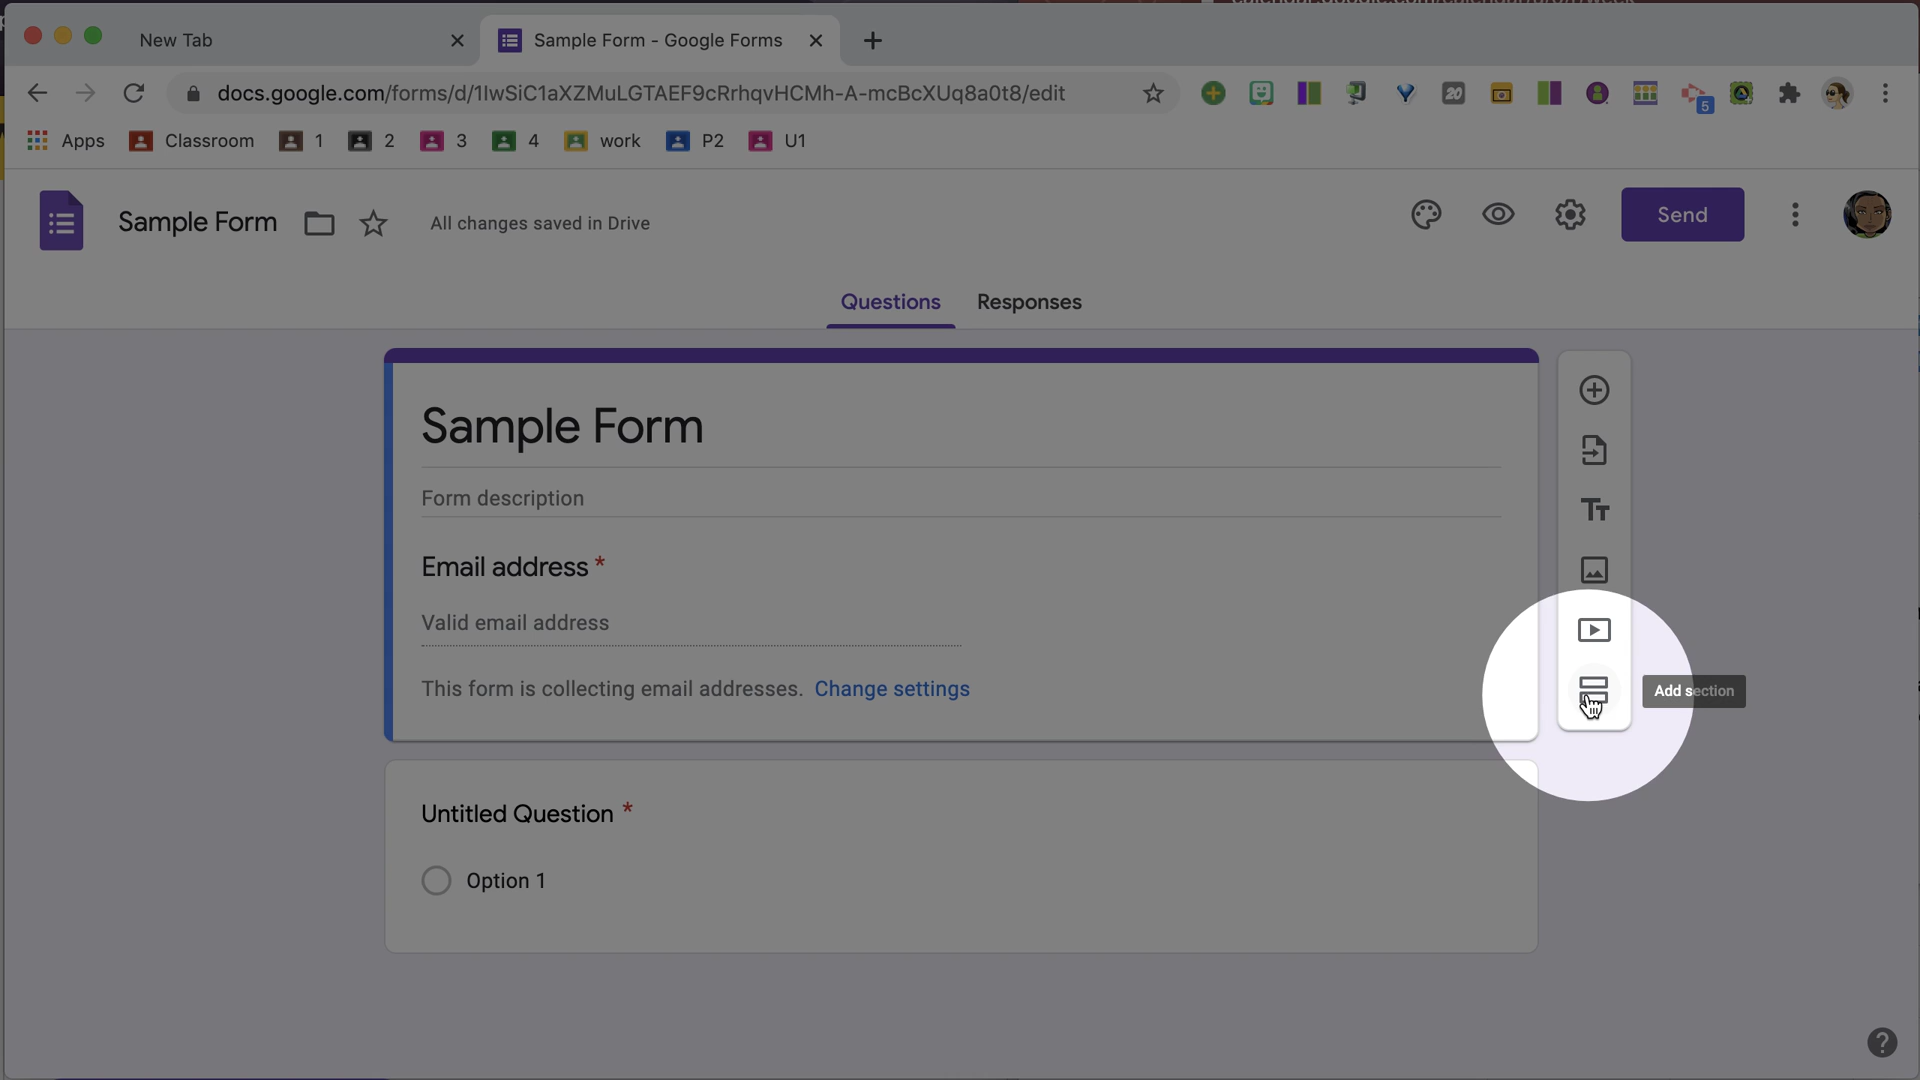 New Tab
Sample Form - Google Forms
docs.google.com/forms/d/1IwSiC1aXZMuLGTAEF9cRrhqvHCMh-A-mcBcXUq8a0t8/edit
20
5
Apps
Classroom
1
2
3
4
work
P2
U1
Sample Form
All changes saved in Drive
Send
Questions
Responses
Sample Form
Form description
Email address *
Valid email address
This form is collecting email addresses. Change settings
Add section
Untitled Question *
Option 1